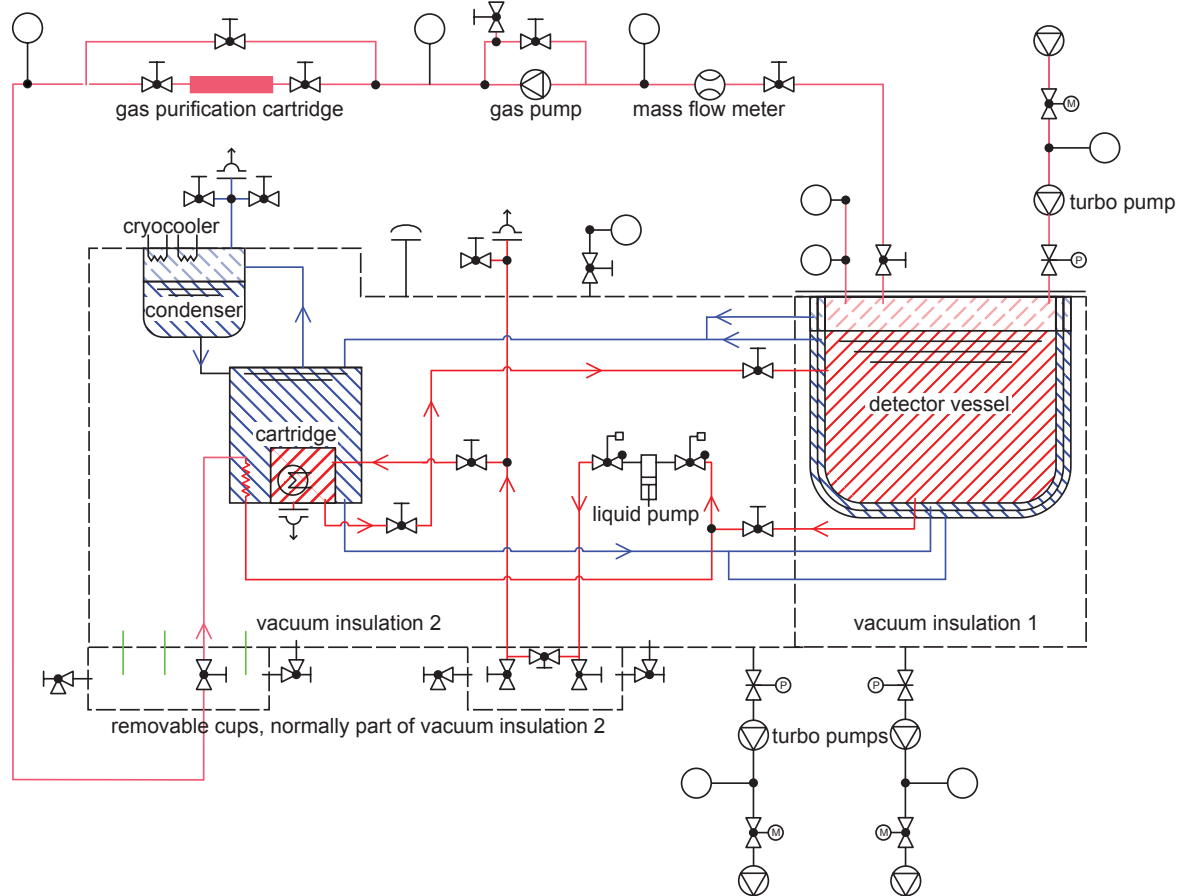 gas purification cartridge
gas pump
mass flow meter
M
turbo pump
cryocooler
P
condenser
detector vessel
cartridge
liquid pump
vacuum insulation 2
vacuum insulation 1
P
P
removable cups, normally part of vacuum insulation 2
turbo pumps
M
M